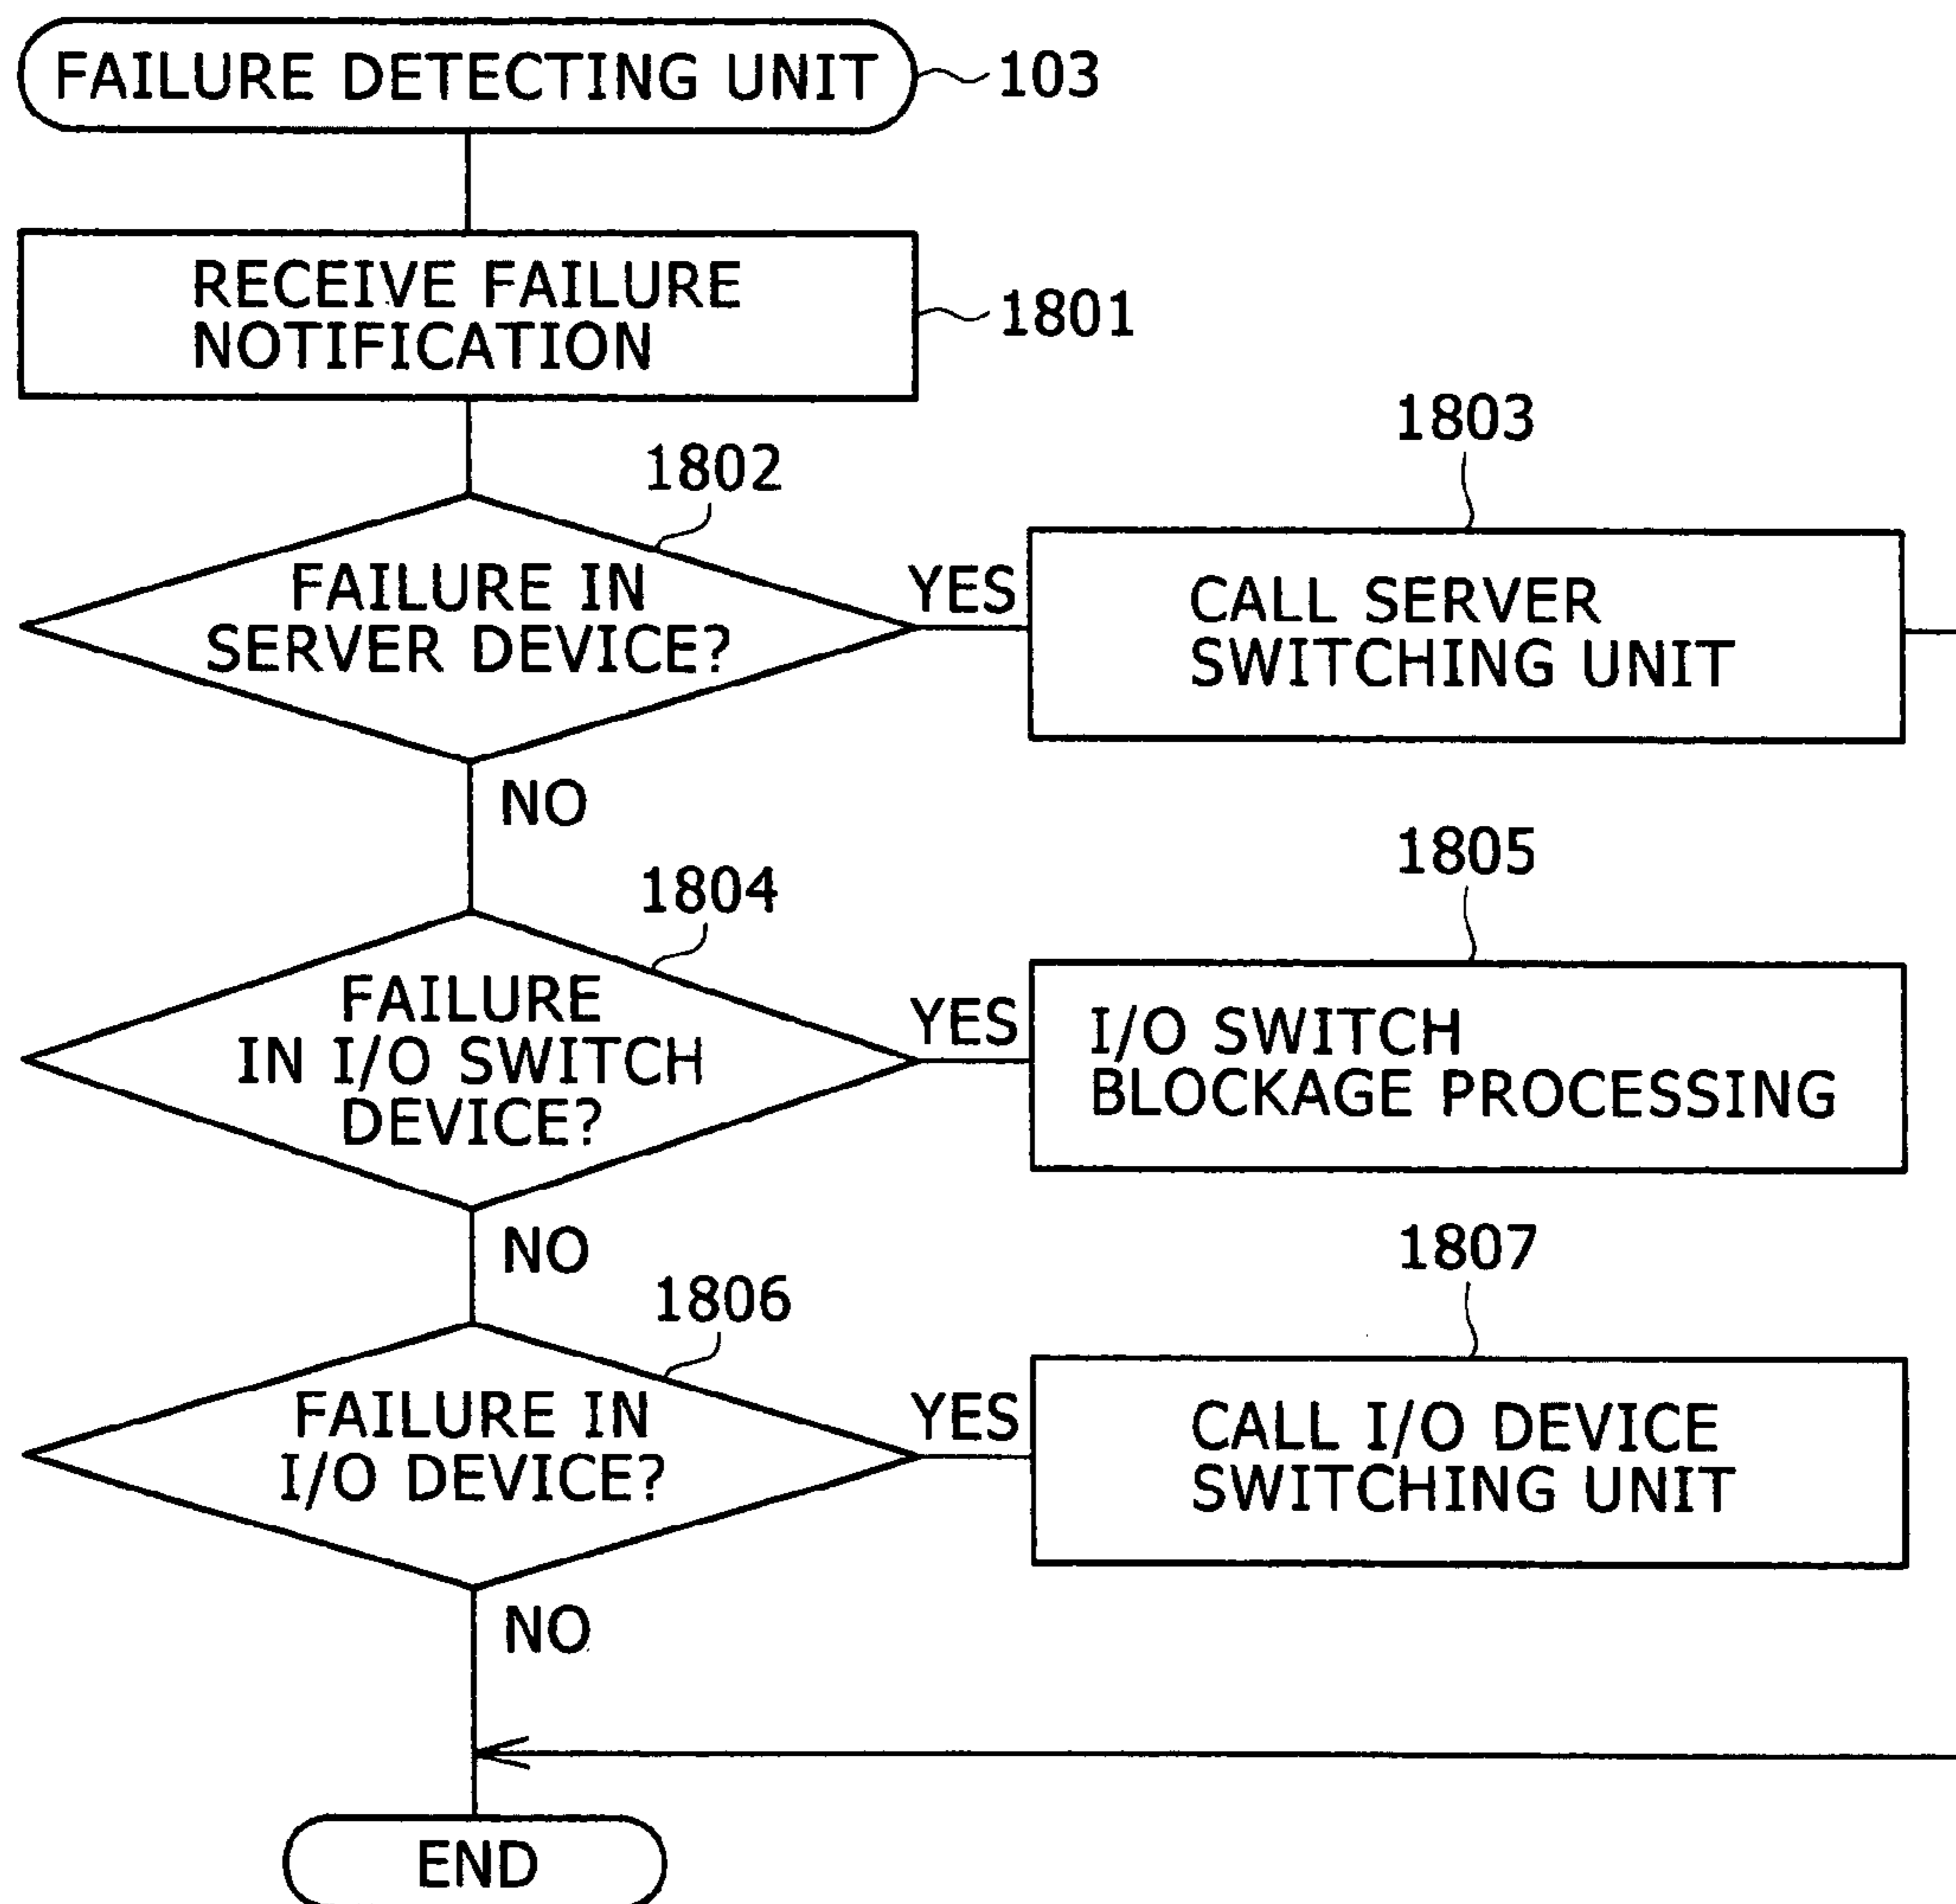 FAILURE DETECTING UNIT
103
RECEIVE FAILURE
NOTIFICATION
1801
1802
FAILURE IN
SERVER DEVICE?
YES
1803
CALL SERVER
SWITCHING UNIT
NO
1804
FAILURE
IN I/O SWITCH
DEVICE?
YES
1805
I/O SWITCH
BLOCKAGE PROCESSING
NO
1806
FAILURE IN
I/O DEVICE?
YES
1807
CALL I/O DEVICE
SWITCHING UNIT
NO
END